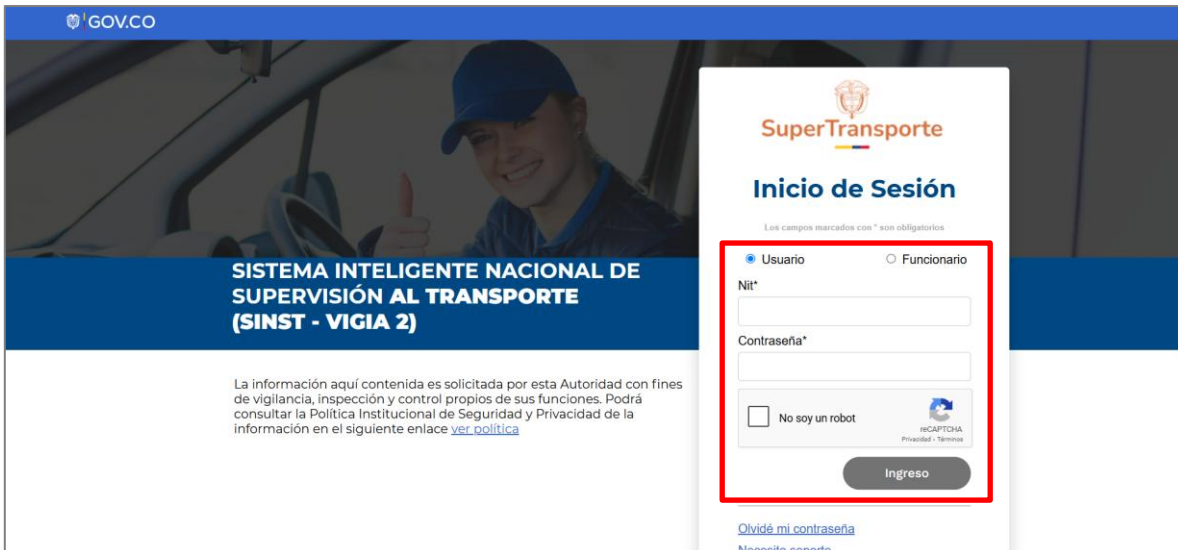 GOV.CO
SuperTransporte
Inicio de Sesión
Los campos marcados con * son obligatorios
Usuario
Funcionario
Nit*
Contraseña*
No soy un robot
reCAPTCHA
Privacidad - Términos
Ingreso
Olvidé mi contraseña
Necesito soporte
SISTEMA INTELIGENTE NACIONAL DE
SUPERVISIÓN AL TRANSPORTE
(SINST - VIGIA 2)
La información aquí contenida es solicitada por esta Autoridad con fines
de vigilancia, inspección y control propios de sus funciones. Podrá
consultar la Política Institucional de Seguridad y Privacidad de la
información en el siguiente enlace ver política